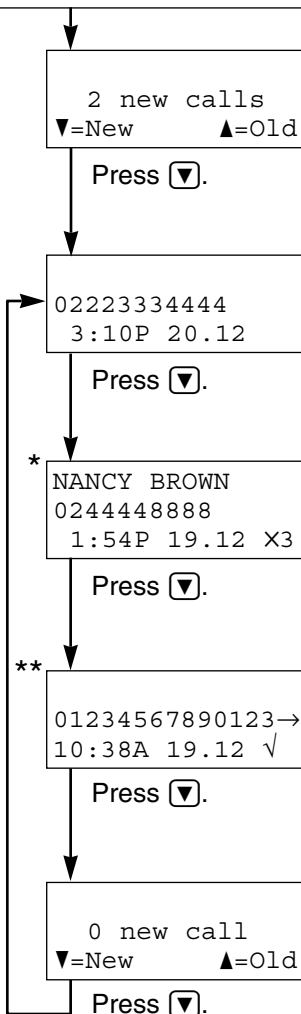 2 new calls
▼=New ▲=Old
Press ▼.
02223334444
3:10P 20.12
Press ▼.
*
NANCY BROWN
0244448888
1:54P 19.12 ×3
Press ▼.
**
01234567890123→
10:38A 19.12 √
Press ▼.
0 new call
▼=New ▲=Old
Press ▼.